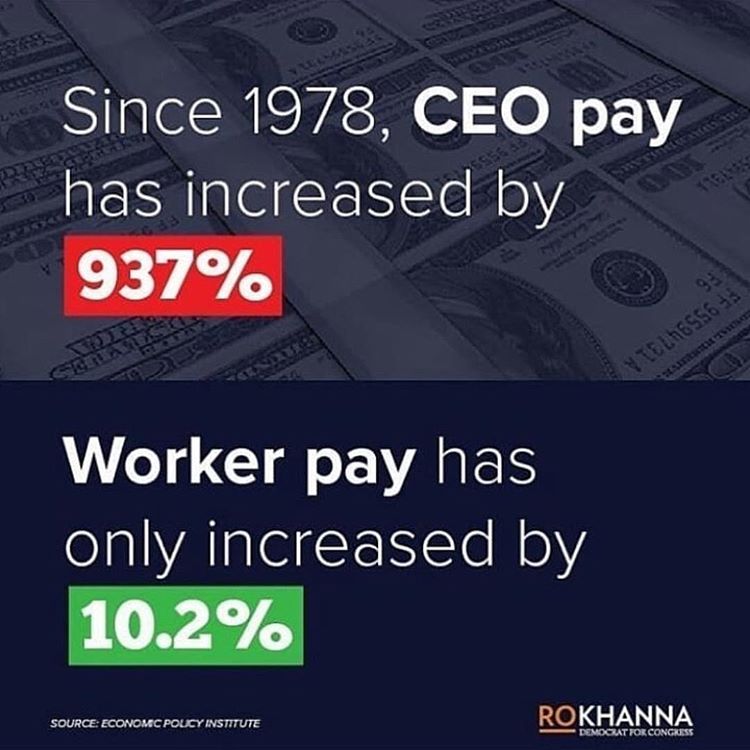 Since 1978, CEO pay
has increased by
937%
Worker pay has
only increased by
10.2%
SOURCE: ECONOMIC POLICY INSTITUTE
ROKHANNA
DEMOCRAT FOR CONGRESS